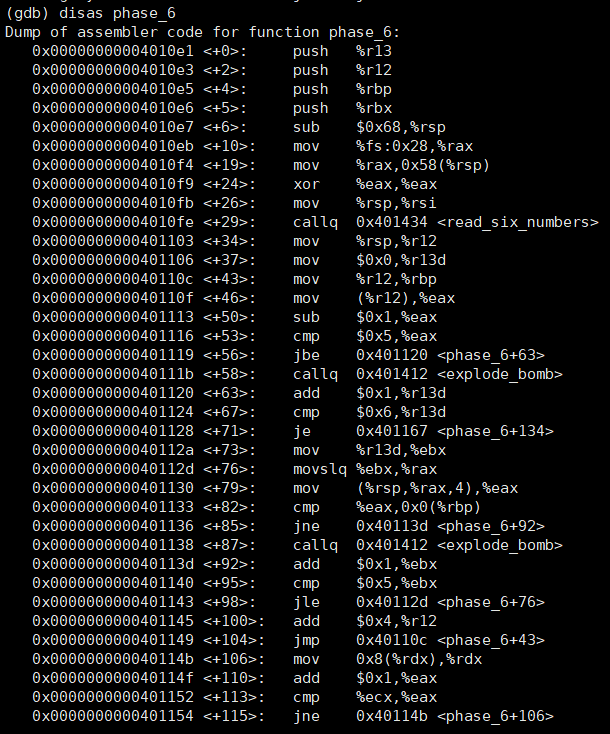 (gdb) disas phase_6
Dump of assembler code for function phase_6:
   0x00000000004010e1 <+0>:     push   %r13
   0x00000000004010e3 <+2>:     push   %r12
   0x00000000004010e5 <+4>:     push   %rbp
   0x00000000004010e6 <+5>:     push   %rbx
   0x00000000004010e7 <+6>:     sub    $0x68,%rsp
   0x00000000004010eb <+10>:    mov    %fs:0x28,%rax
   0x00000000004010f4 <+19>:    mov    %rax,0x58(%rsp)
   0x00000000004010f9 <+24>:    xor    %eax,%eax
   0x00000000004010fb <+26>:    mov    %rsp,%rsi
   0x00000000004010fe <+29>:    callq  0x401434 <read_six_numbers>
   0x0000000000401103 <+34>:    mov    %rsp,%r12
   0x0000000000401106 <+37>:    mov    $0x0,%r13d
   0x000000000040110c <+43>:    mov    %r12,%rbp
   0x000000000040110f <+46>:    mov    (%r12),%eax
   0x0000000000401113 <+50>:    sub    $0x1,%eax
   0x0000000000401116 <+53>:    cmp    $0x5,%eax
   0x0000000000401119 <+56>:    jbe    0x401120 <phase_6+63>
   0x000000000040111b <+58>:    callq  0x401412 <explode_bomb>
   0x0000000000401120 <+63>:    add    $0x1,%r13d
   0x0000000000401124 <+67>:    cmp    $0x6,%r13d
   0x0000000000401128 <+71>:    je     0x401167 <phase_6+134>
   0x000000000040112a <+73>:    mov    %r13d,%ebx
   0x000000000040112d <+76>:    movslq %ebx,%rax
   0x0000000000401130 <+79>:    mov    (%rsp,%rax,4),%eax
   0x0000000000401133 <+82>:    cmp    %eax,0x0(%rbp)
   0x0000000000401136 <+85>:    jne    0x40113d <phase_6+92>
   0x0000000000401138 <+87>:    callq  0x401412 <explode_bomb>
   0x000000000040113d <+92>:    add    $0x1,%ebx
   0x0000000000401140 <+95>:    cmp    $0x5,%ebx
   0x0000000000401143 <+98>:    jle    0x40112d <phase_6+76>
   0x0000000000401145 <+100>:   add    $0x4,%r12
   0x0000000000401149 <+104>:   jmp    0x40110c <phase_6+43>
   0x000000000040114b <+106>:   mov    0x8(%rdx),%rdx
   0x000000000040114f <+110>:   add    $0x1,%eax
   0x0000000000401152 <+113>:   cmp    %ecx,%eax
   0x0000000000401154 <+115>:   jne    0x40114b <phase_6+106>